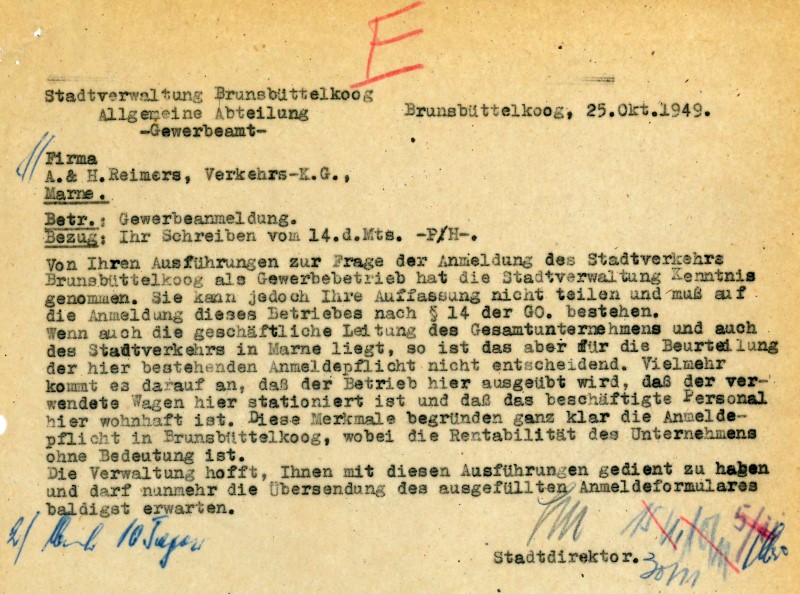 E
Stadtverwaltung Brunsbüttelkoog
Allgemeine Abteilung
-Gewerbeamt-
Brunsbüttelkoog, 25.Okt.1949.
1/ Firma
A.& H.Reimers, Verkehrs-K.G.,
Marne.
Betr.: Gewerbeanmeldung.
Bezug: Ihr Schreiben vom 14.d.Mts. -P/H-.
Von Ihren Ausführungen zur Frage der Anmeldung des Stadtverkehrs
Brunsbüttelkoog als Gewerbebetrieb hat die Stadtverwaltung Kenntnis
genommen. Sie kann jedoch Ihre Auffassung nicht teilen und muß auf
die Anmeldung dieses Betriebes nach § 14 der GO. bestehen.
Wenn auch die geschäftliche Leitung des Gesamtunternehmens und auch
des Stadtverkehrs in Marne liegt, so ist das aber für die Beurteilung
der hier bestehenden Anmeldepflicht nicht entscheidend. Vielmehr
kommt es darauf an, daß der Betrieb hier ausgeübt wird, daß der ver-
wendete Wagen hier stationiert ist und daß das beschäftigte Personal
hier wohnhaft ist. Diese Merkmale begründen ganz klar die Anmelde-
pflicht in Brunsbüttelkoog, wobei die Rentabilität des Unternehmens
ohne Bedeutung ist.
Die Verwaltung hofft, Ihnen mit diesen Ausführungen gedient zu haben
und darf nunmehr die Übersendung des ausgefüllten Anmeldeformulares
baldigst erwarten.
2/ 10 Tagen
Stadtdirektor.